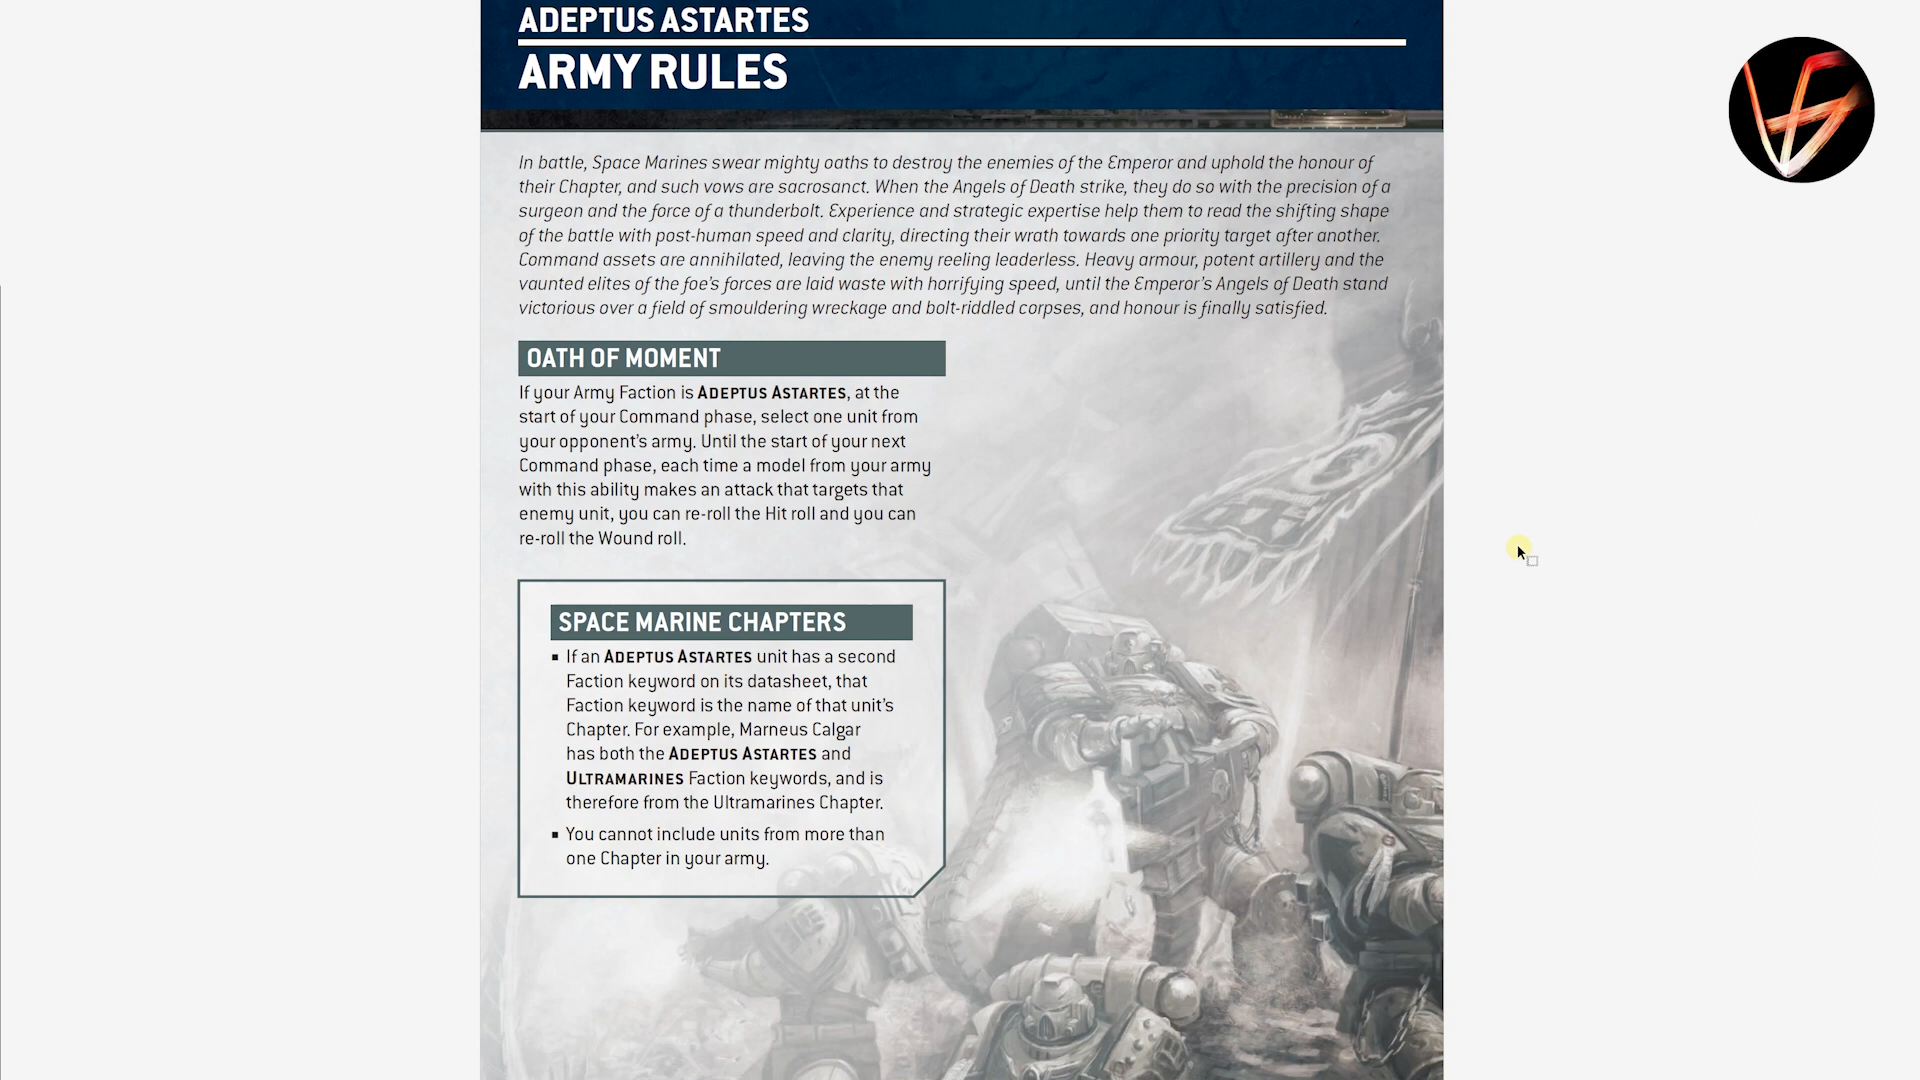 ADEPTUS ASTARTES
ARMY RULES
In battle, Space Marines swear mighty oaths to destroy the enemies of the Emperor and uphold the honour of
their Chapter, and such vows are sacrosanct. When the Angels of Death strike, they do so with the precision of a
surgeon and the force of a thunderbolt. Experience and strategic expertise help them to read the shifting shape
of the battle with post-human speed and clarity, directing their wrath towards one priority target after another.
Command assets are annihilated, leaving the enemy reeling leaderless. Heavy armour, potent artillery and the
vaunted elites of the foe's forces are laid waste with horrifying speed, until the Emperor's Angels of Death stand
victorious over a field of smouldering wreckage and bolt-riddled corpses, and honour is finally satisfied.
OATH OF MOMENT
If your Army Faction is ADEPTUS ASTARTES, at the
start of your Command phase, select one unit from
your opponent's army. Until the start of your next
Command phase, each time a model from your army
with this ability makes an attack that targets that
enemy unit, you can re-roll the Hit roll and you can
re-roll the Wound roll.
SPACE MARINE CHAPTERS
▪ If an ADEPTUS ASTARTES unit has a second
Faction keyword on its datasheet, that
Faction keyword is the name of that unit's
Chapter. For example, Marneus Calgar
has both the ADEPTUS ASTARTES and
ULTRAMARINES Faction keywords, and is
therefore from the Ultramarines Chapter.
▪ You cannot include units from more than
one Chapter in your army.